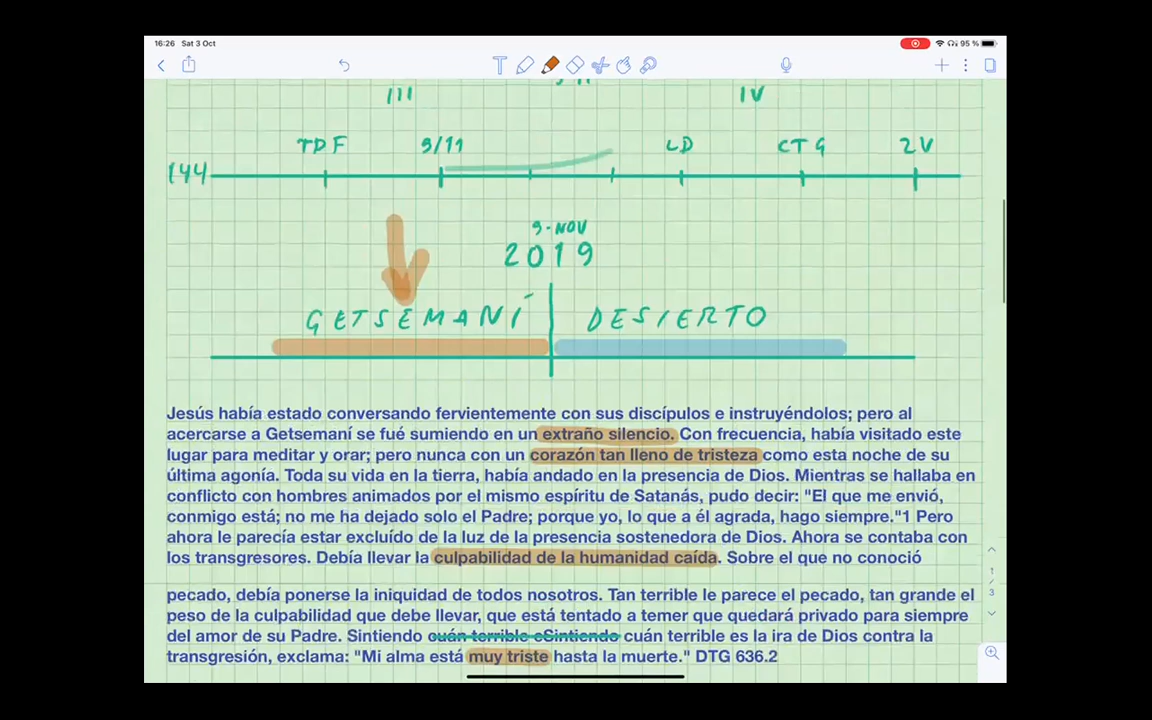 16:26 Sat 3 Oct
95 %
T
III
IV
TDF 9/11 LD CTG 2V
144
9-NOV
2019
GETSEMANÍ DESIERTO
Jesús había estado conversando fervientemente con sus discípulos e instruyéndolos; pero al
acercarse a Getsemaní se fué sumiendo en un extraño silencio. Con frecuencia, había visitado este
lugar para meditar y orar; pero nunca con un corazón tan lleno de tristeza como esta noche de su
última agonía. Toda su vida en la tierra, había andado en la presencia de Dios. Mientras se hallaba en
conflicto con hombres animados por el mismo espíritu de Satanás, pudo decir: "El que me envió,
conmigo está; no me ha dejado solo el Padre; porque yo, lo que a él agrada, hago siempre."1 Pero
ahora le parecía estar excluído de la luz de la presencia sostenedora de Dios. Ahora se contaba con
los transgresores. Debía llevar la culpabilidad de la humanidad caída. Sobre el que no conoció
pecado, debía ponerse la iniquidad de todos nosotros. Tan terrible le parece el pecado, tan grande el
peso de la culpabilidad que debe llevar, que está tentado a temer que quedará privado para siempre
del amor de su Padre. Sintiendo cuán terrible eSintiendo cuán terrible es la ira de Dios contra la
transgresión, exclama: "Mi alma está muy triste hasta la muerte." DTG 636.2
1
/
3